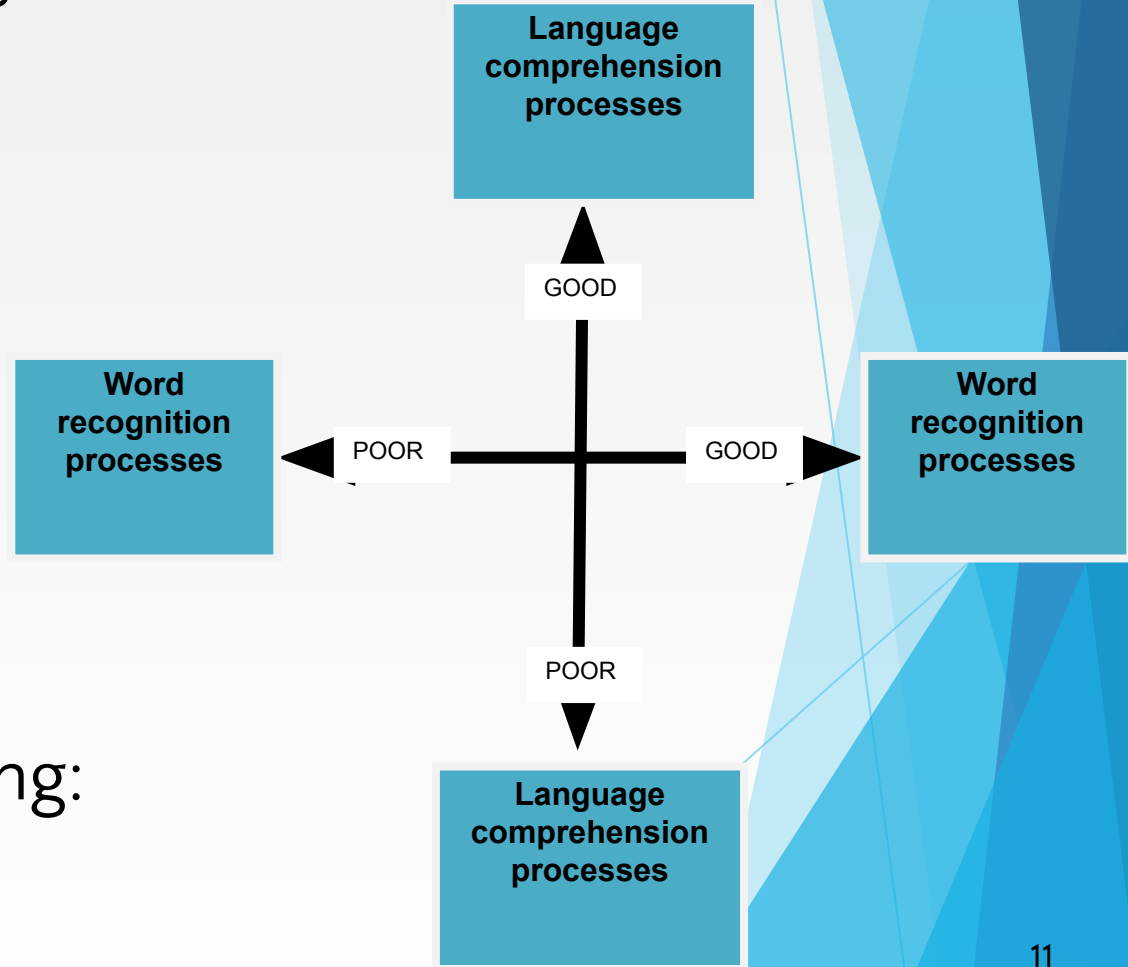 Language
comprehension
processes
GOOD
Word
recognition
processes
POOR
GOOD
Word
recognition
processes
POOR
ng:
Language
comprehension
processes
11